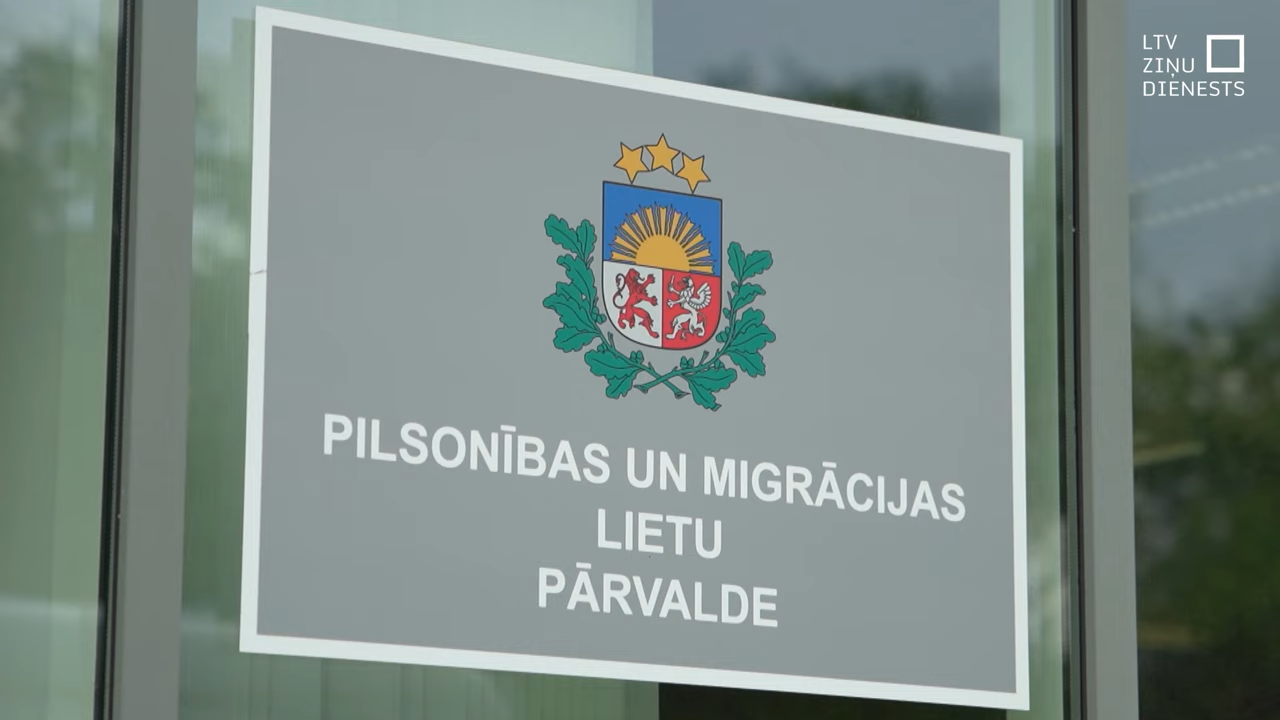 LTV
ZIŅU
DIENESTS
PILSONĪBAS UN MIGRĀCIJAS
LIETU
PĀRVALDE